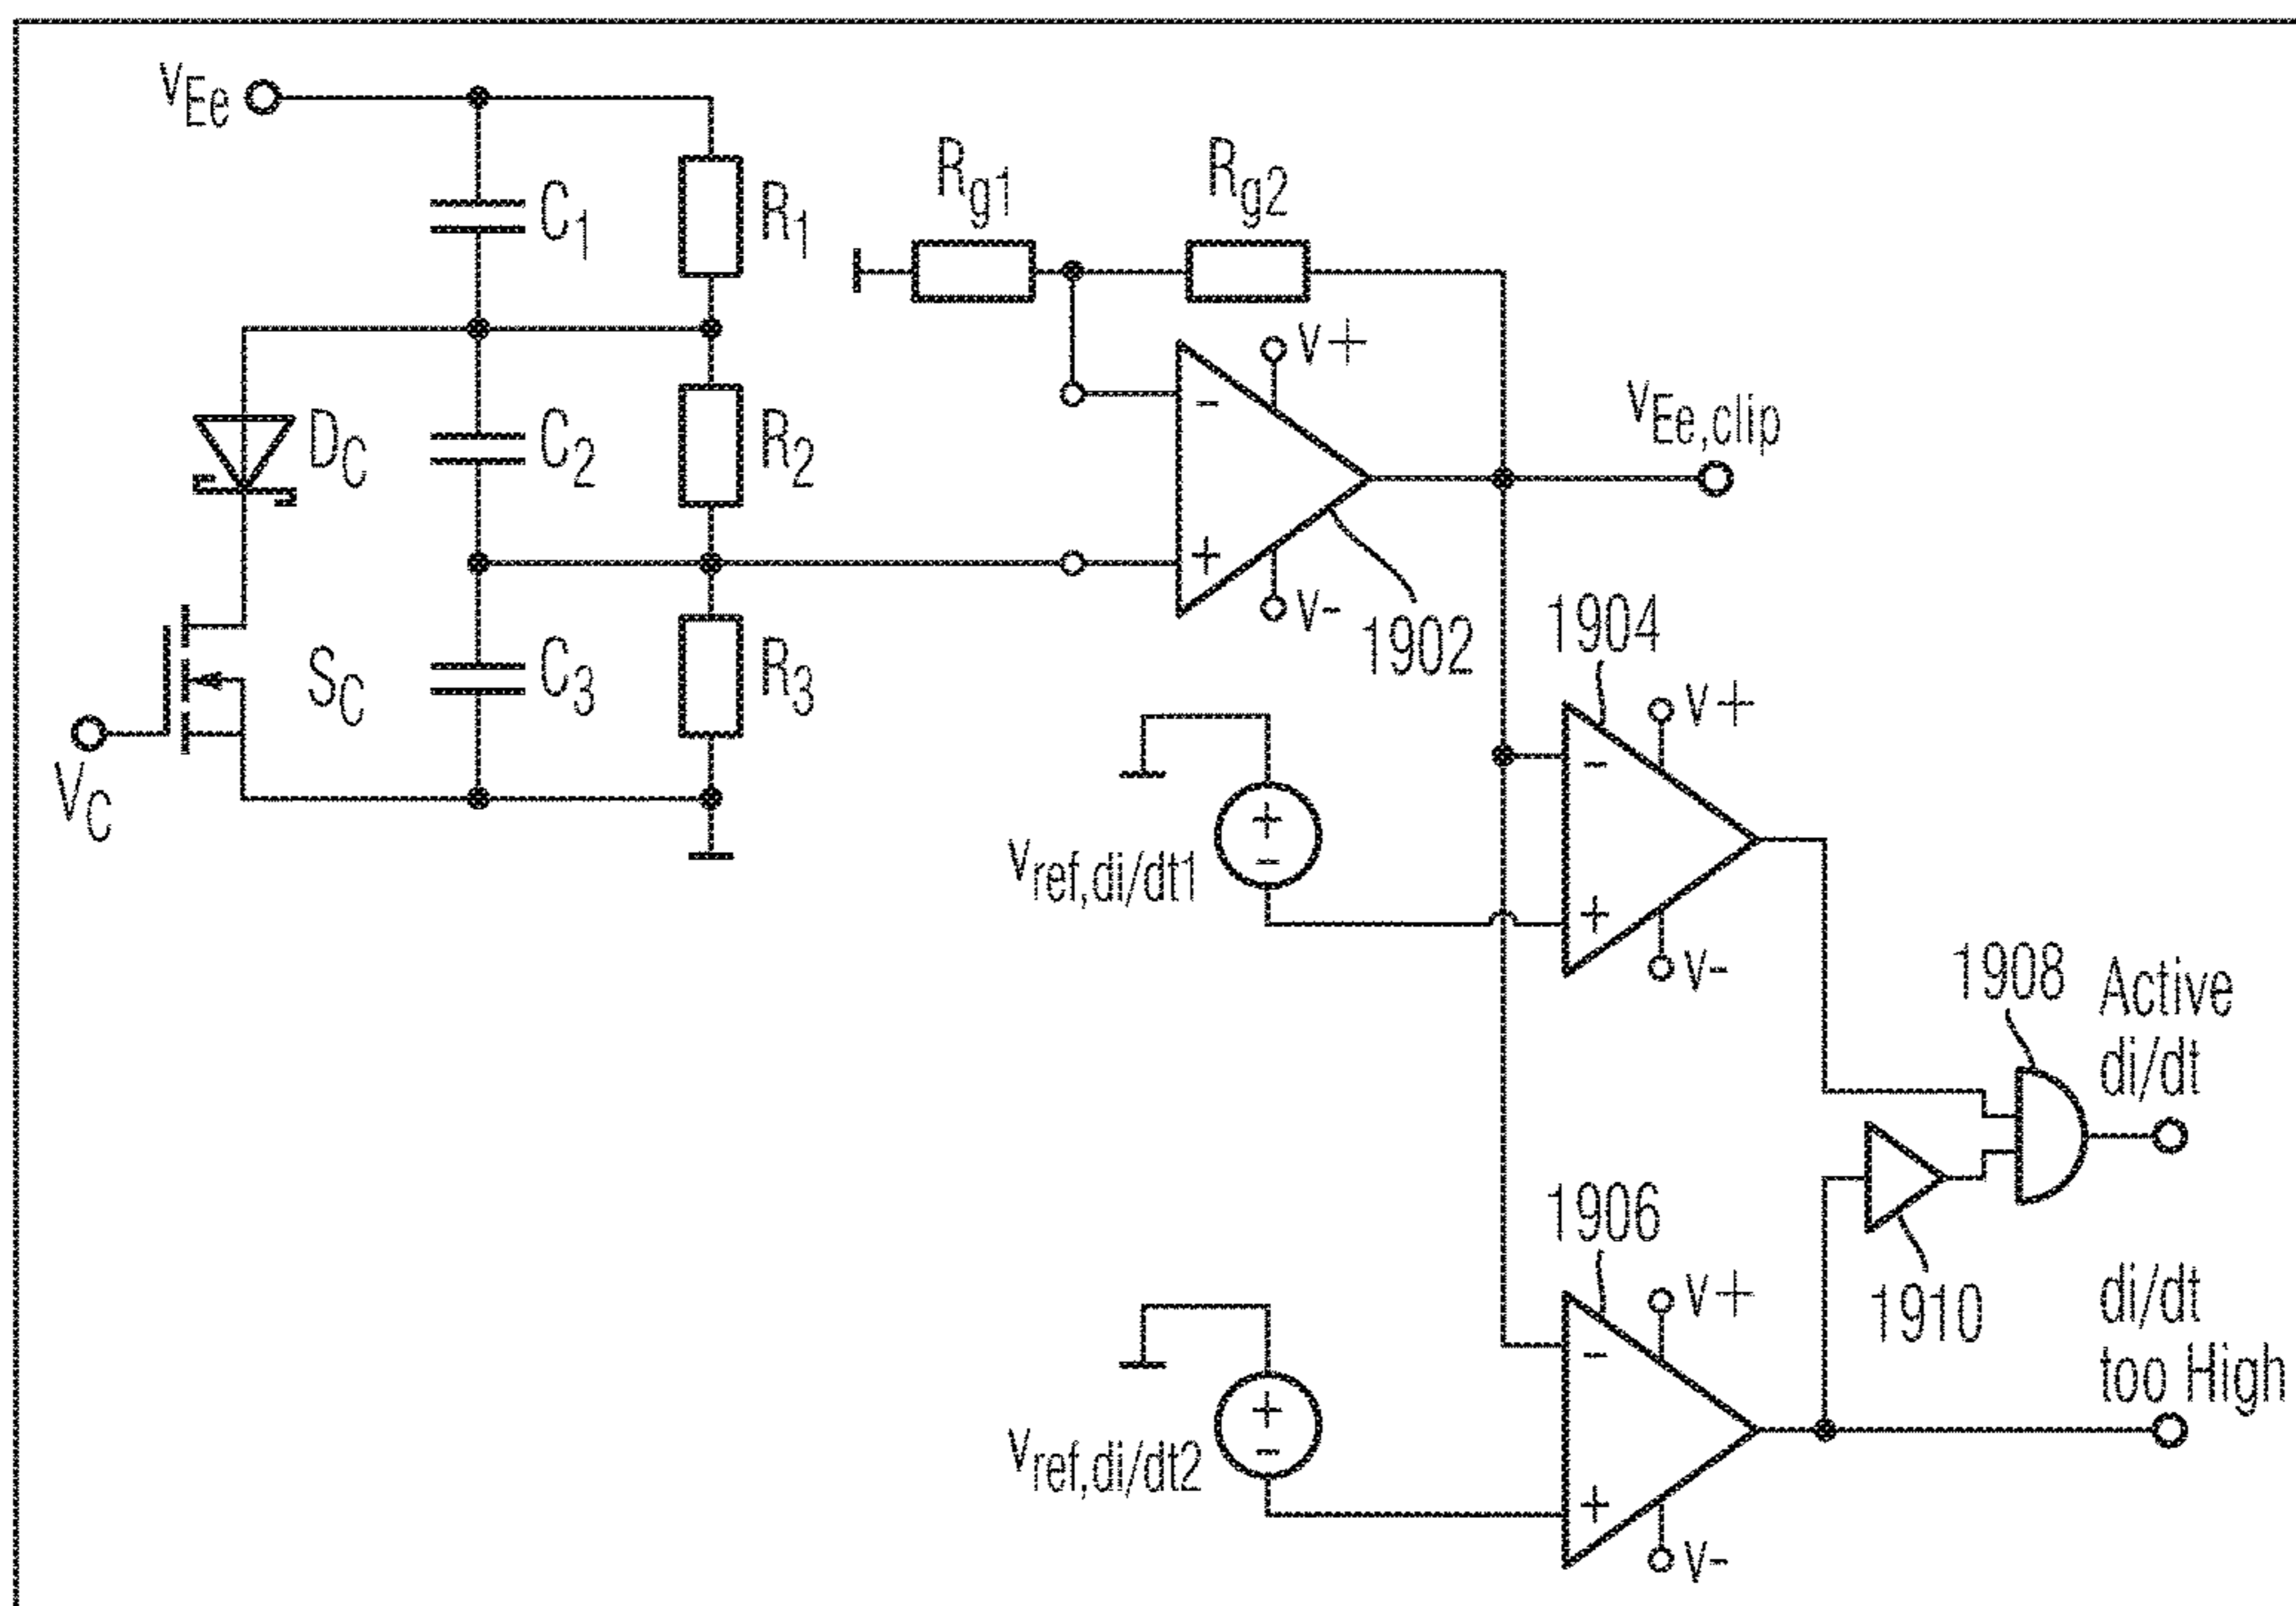 vEe
C1
R1
Rg1
Rg2
V+
-
DC
C2
R2
vEe,clip
+
V-
1902
SC
C3
R3
VC
1904
V+
-
+
-
vref,di/dt1
+
V-
1908
Active
di/dt
1906
V+
-
1910
di/dt
too High
+
-
vref,di/dt2
+
V-